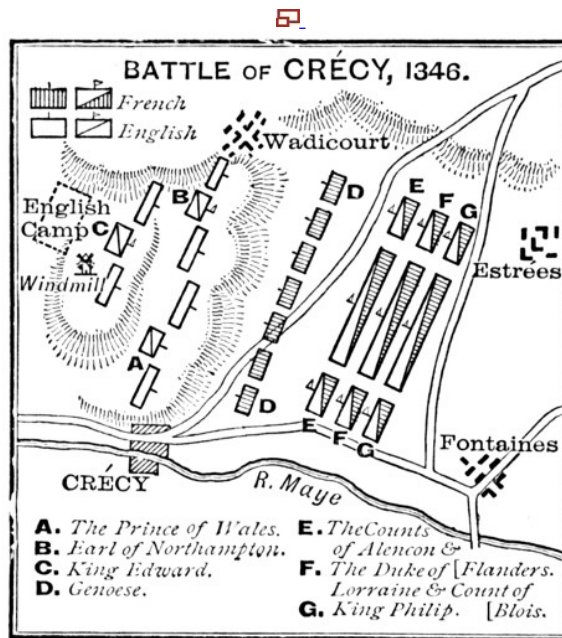 BATTLE OF CRÉCY, 1346.
French
English
Wadicourt
D
E
F
G
B
English
Camp
C
Windmill
Estrées
A
D
E
F
G
Fontaines
CRÉCY
R. Maye
A. The Prince of Wales.
B. Earl of Northampton.
C. King Edward.
D. Genoese.
E. The Counts
of Alencon &
F. The Duke of [Flanders.
Lorraine & Count of
G. King Philip. [Blois.